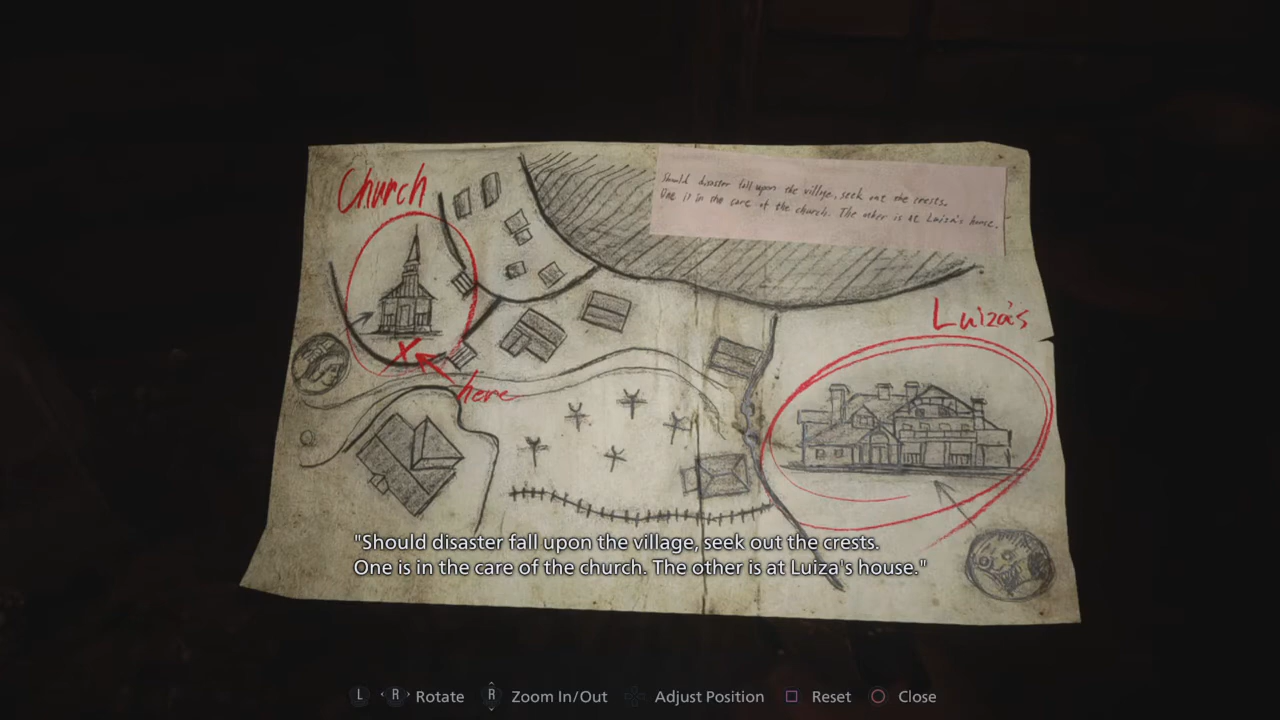 Church
Should disaster fall upon the village, seek out the crests.
One is in the care of the church. The other is at Luiza's house.
Luiza's
here
"Should disaster fall upon the village, seek out the crests.
One is in the care of the church. The other is at Luiza's house."
L R Rotate R Zoom In/Out Adjust Position Reset Close